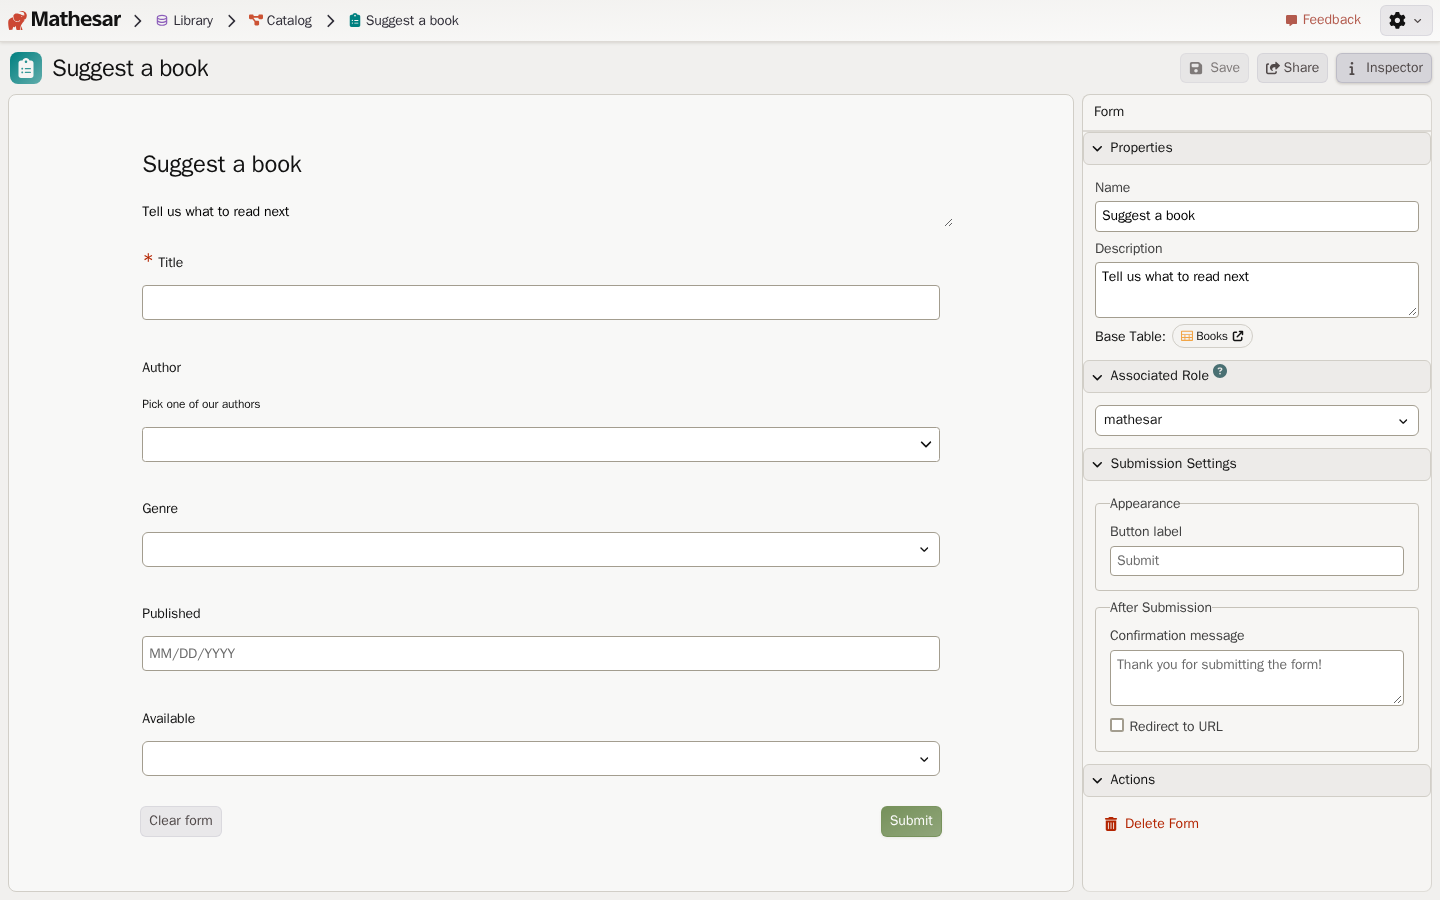 Mathesar
Library
Catalog
Suggest a book
Feedback
Suggest a book
Save
Share
Inspector
Suggest a book
Tell us what to read next
* Title
Author
Pick one of our authors
Genre
Published
MM/DD/YYYY
Available
Clear form
Submit
Form
Properties
Name
Suggest a book
Description
Tell us what to read next
Base Table: Books
Associated Role ?
mathesar
Submission Settings
Appearance
Button label
Submit
After Submission
Confirmation message
Thank you for submitting the form!
Redirect to URL
Actions
Delete Form